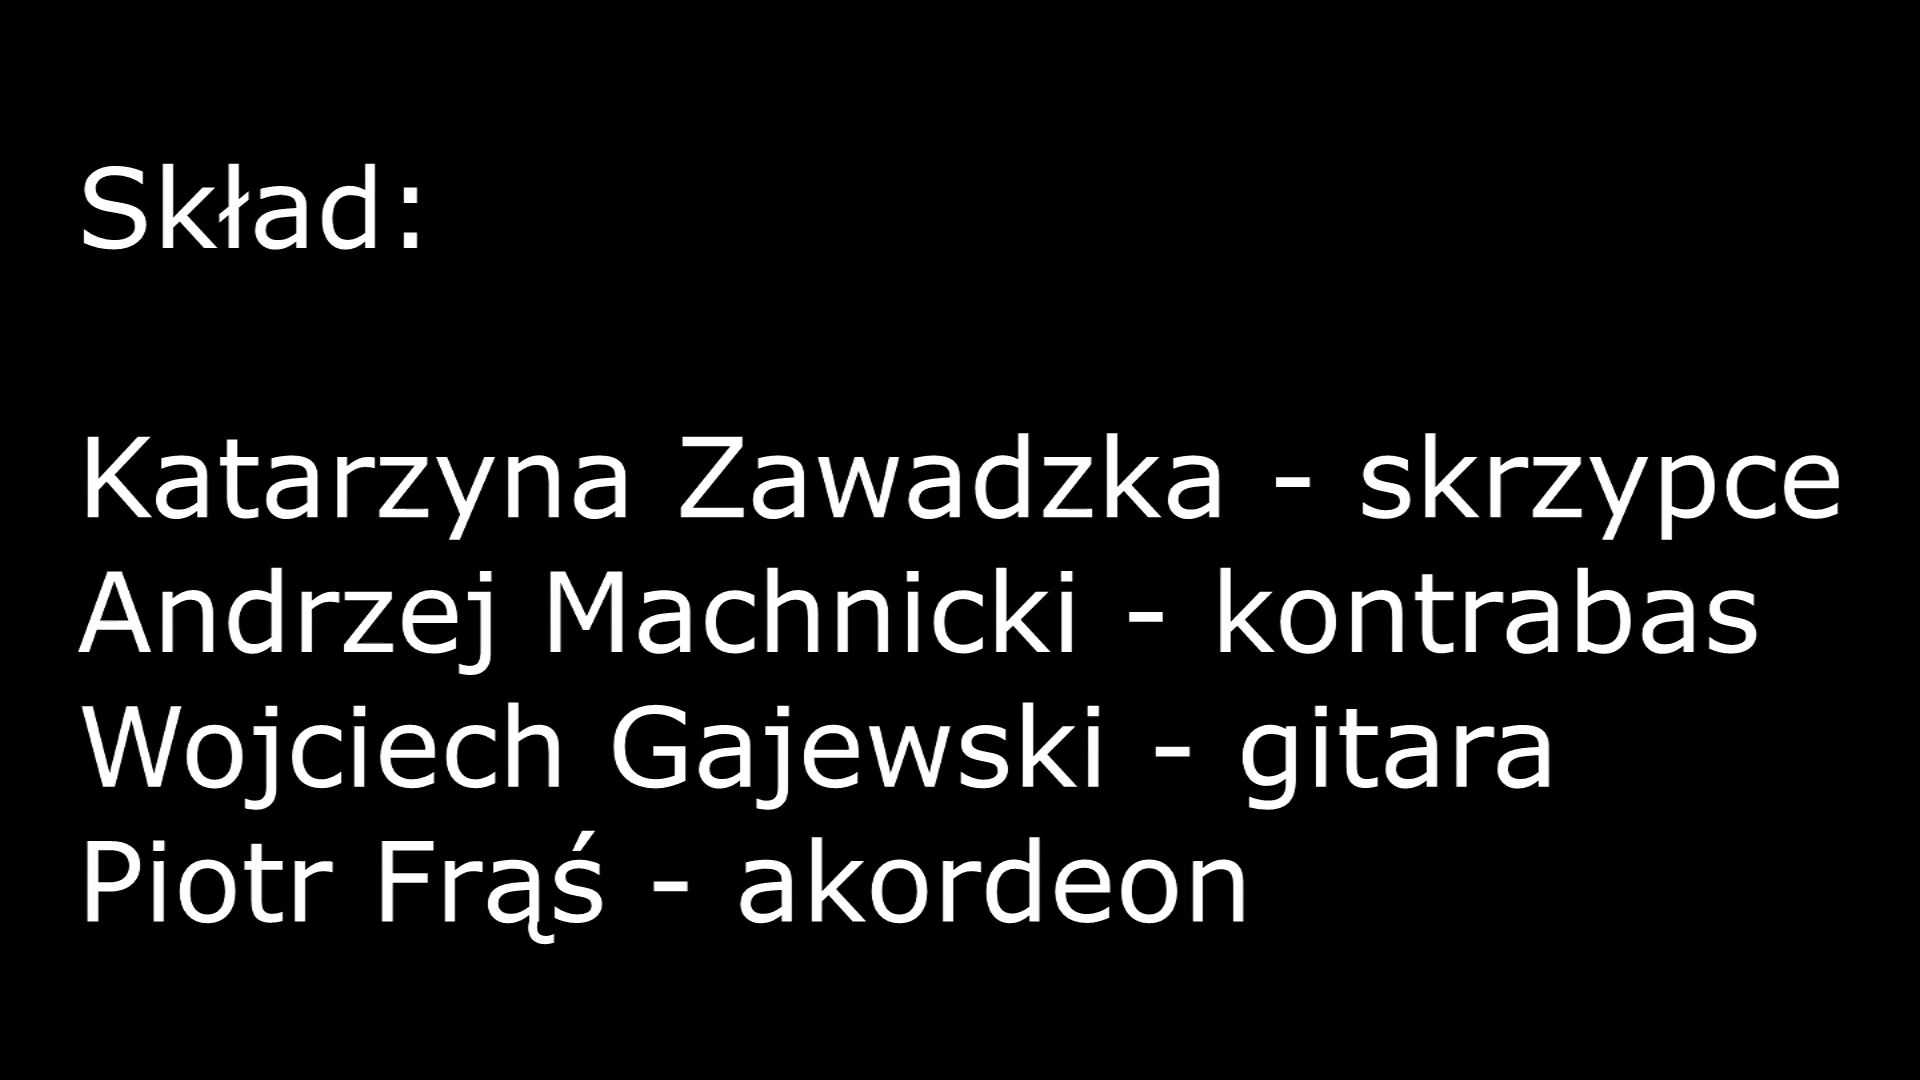 Skład:
Katarzyna Zawadzka - skrzypce
Andrzej Machnicki - kontrabas
Wojciech Gajewski - gitara
Piotr Frąś - akordeon